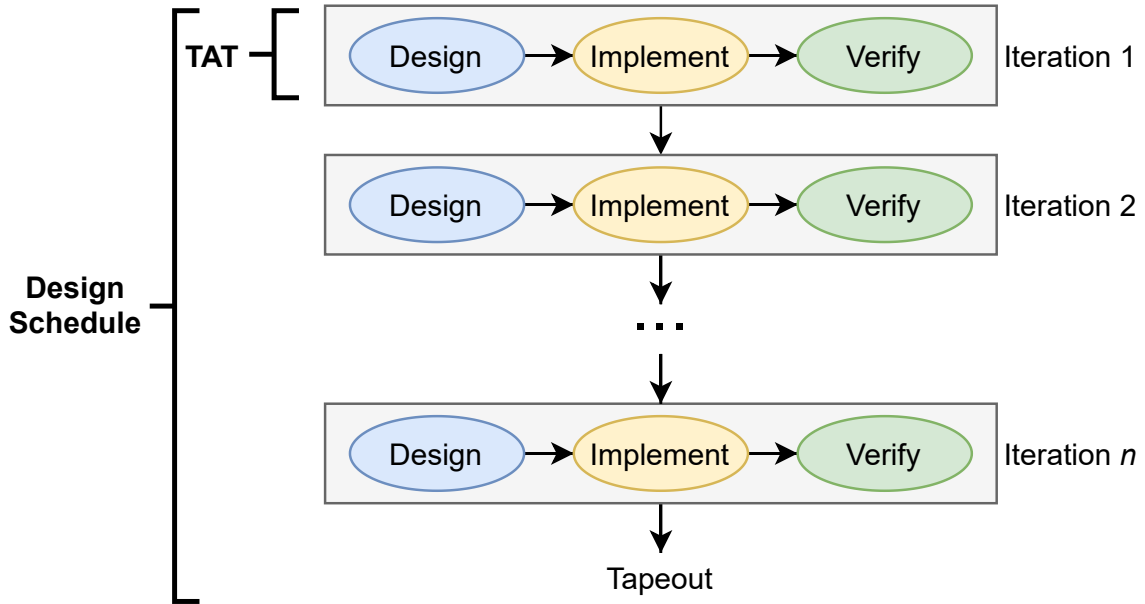 TAT
Design
Implement
Verify
Iteration 1
Design
Implement
Verify
Iteration 2
Design
Schedule
...
Design
Implement
Verify
Iteration n
Tapeout